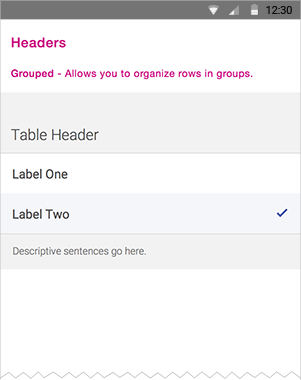 12:30
Headers
Grouped - Allows you to organize rows in groups.
Table Header
Label One
Label Two
Descriptive sentences go here.